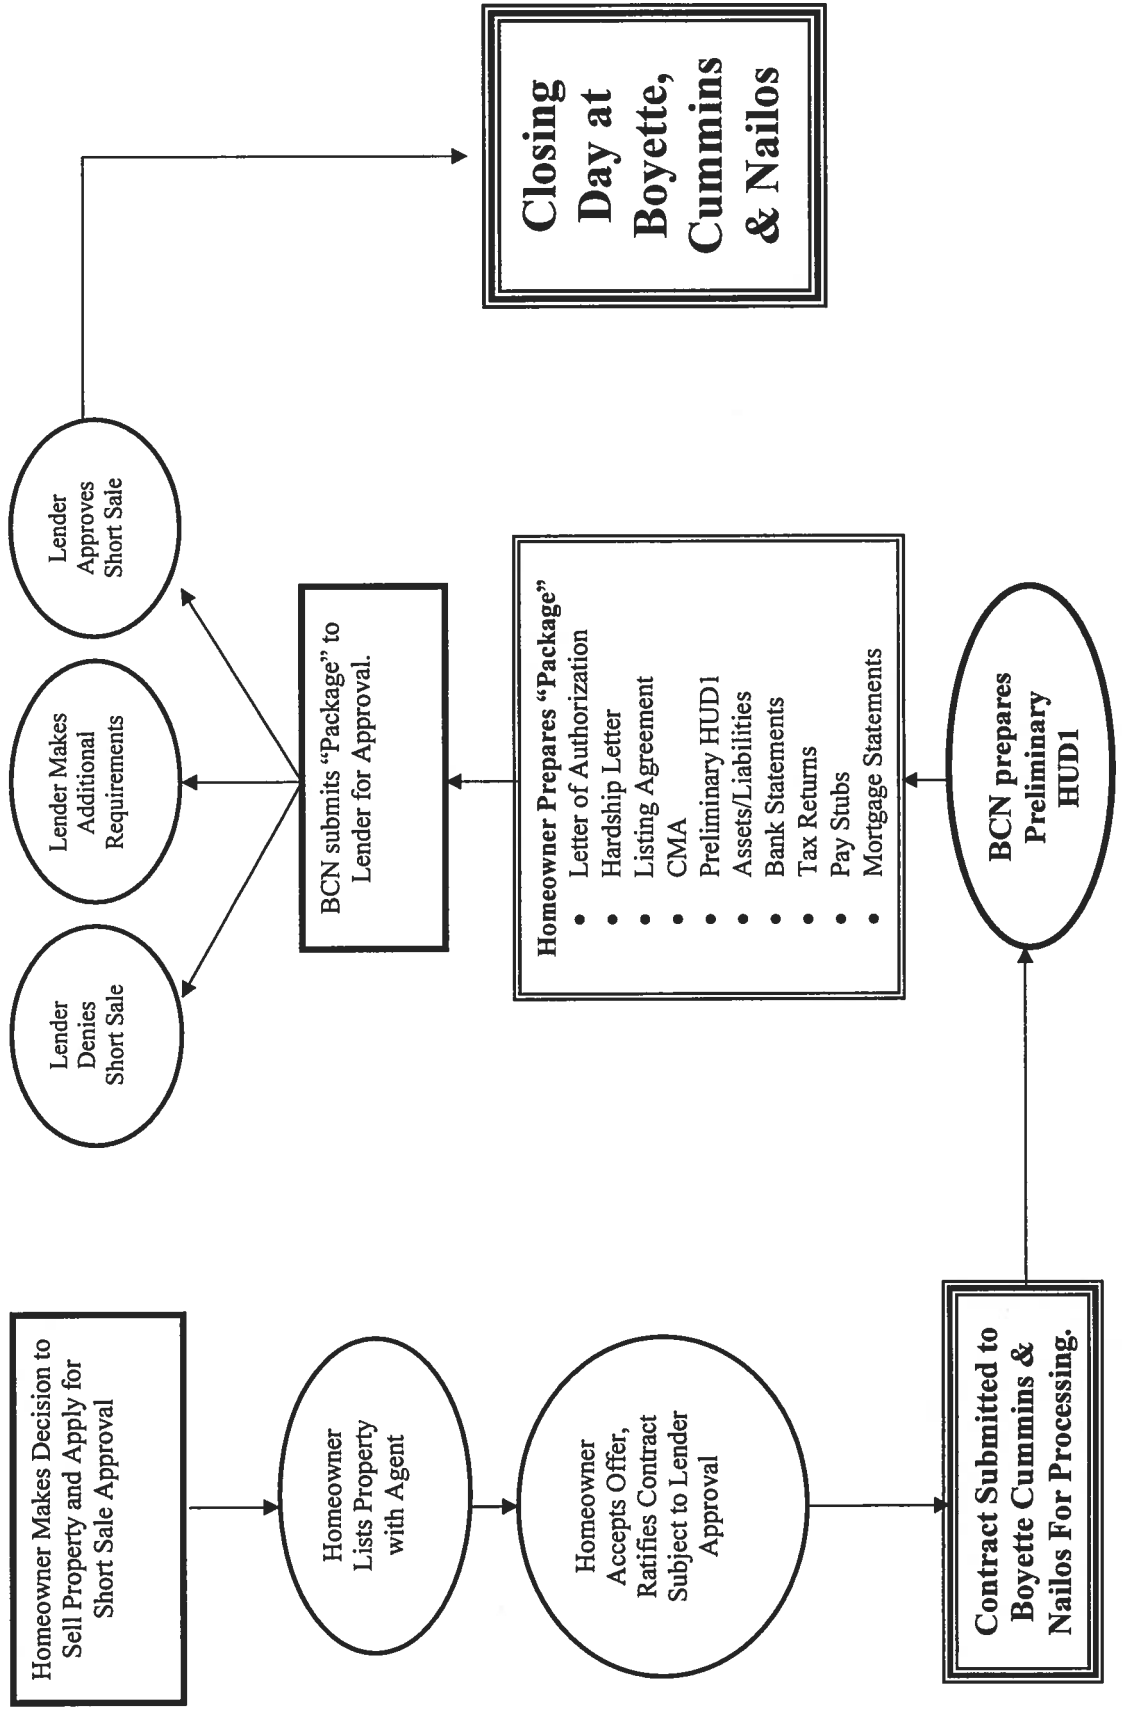 Homeowner Makes Decision to
Sell Property and Apply for
Short Sale Approval
Homeowner
Lists Property
with Agent
Homeowner
Accepts Offer,
Ratifies Contract
Subject to Lender
Approval
Contract Submitted to
Boyette Cummins &
Nailos For Processing.
BCN prepares
Preliminary
HUD1
Homeowner Prepares “Package”
• Letter of Authorization
• Hardship Letter
• Listing Agreement
• CMA
• Preliminary HUD1
• Assets/Liabilities
• Bank Statements
• Tax Returns
• Pay Stubs
• Mortgage Statements
BCN submits “Package” to
Lender for Approval.
Lender
Denies
Short Sale
Lender Makes
Additional
Requirements
Lender
Approves
Short Sale
Closing
Day at
Boyette,
Cummins
& Nailos